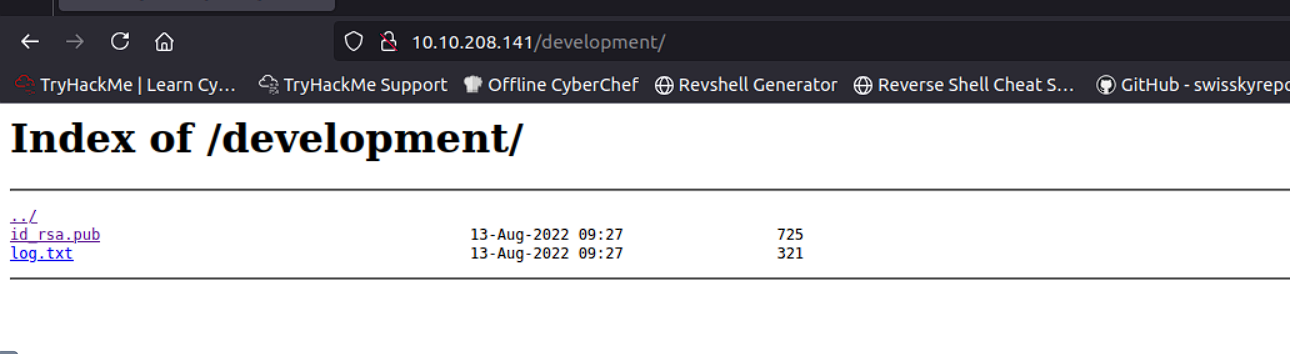 10.10.208.141/development/
TryHackMe | Learn Cy... TryHackMe Support Offline CyberChef Revshell Generator Reverse Shell Cheat S... GitHub - swisskyrepo
Index of /development/
../
id_rsa.pub 13-Aug-2022 09:27 725
log.txt 13-Aug-2022 09:27 321